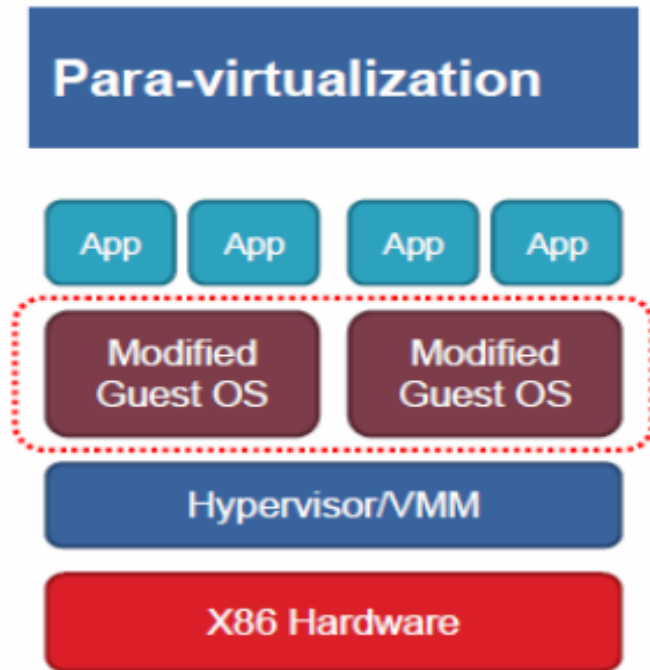 Para-virtualization
App App App App
Modified Modified
Guest OS Guest OS
Hypervisor/VMM
X86 Hardware